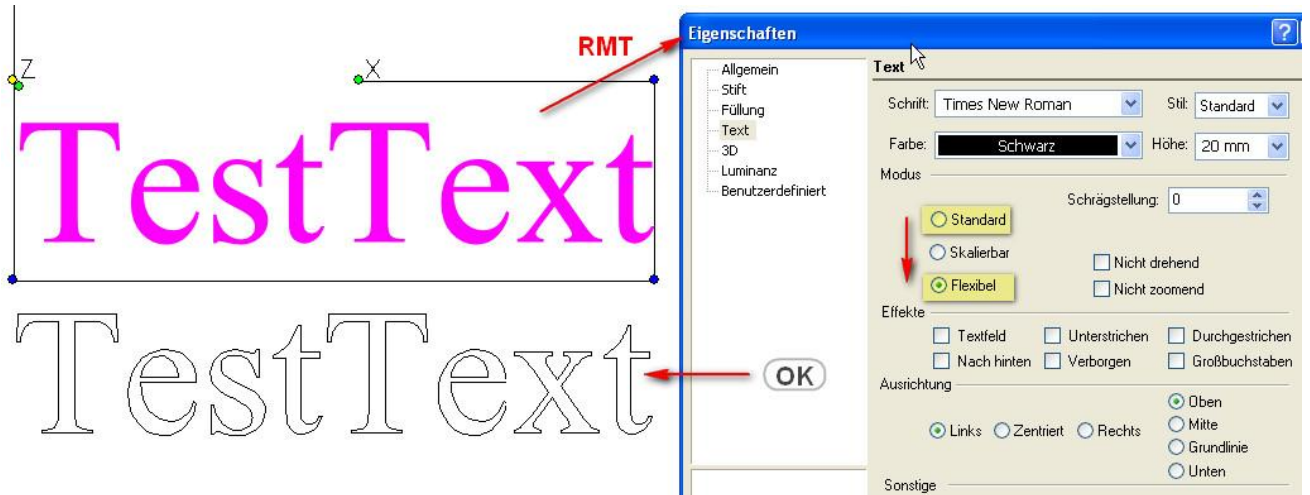 Z
X
RMT
TestText
TestText
OK
Eigenschaften
?
Allgemein
Stift
Füllung
Text
3D
Luminanz
Benutzerdefiniert
Text
Schrift: Times New Roman Stil: Standard
Farbe: Schwarz Höhe: 20 mm
Modus
Schrägstellung: 0
Standard
Skalierbar
Nicht drehend
Flexibel
Nicht zoomend
Effekte
Textfeld Unterstrichen Durchgestrichen
Nach hinten Verborgen Großbuchstaben
Ausrichtung
Oben
Links Zentriert Rechts Mitte
Grundlinie
Unten
Sonstige